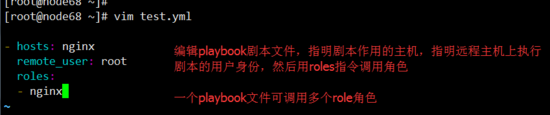 [root@node68 ~]#
[root@node68 ~]# vim test.yml
- hosts: nginx
remote_user: root
roles:
- nginx
~
编辑playbook剧本文件，指明剧本作用的主机，指明远程主机上执行
剧本的用户身份，然后用roles指令调用角色
一个playbook文件可调用多个role角色